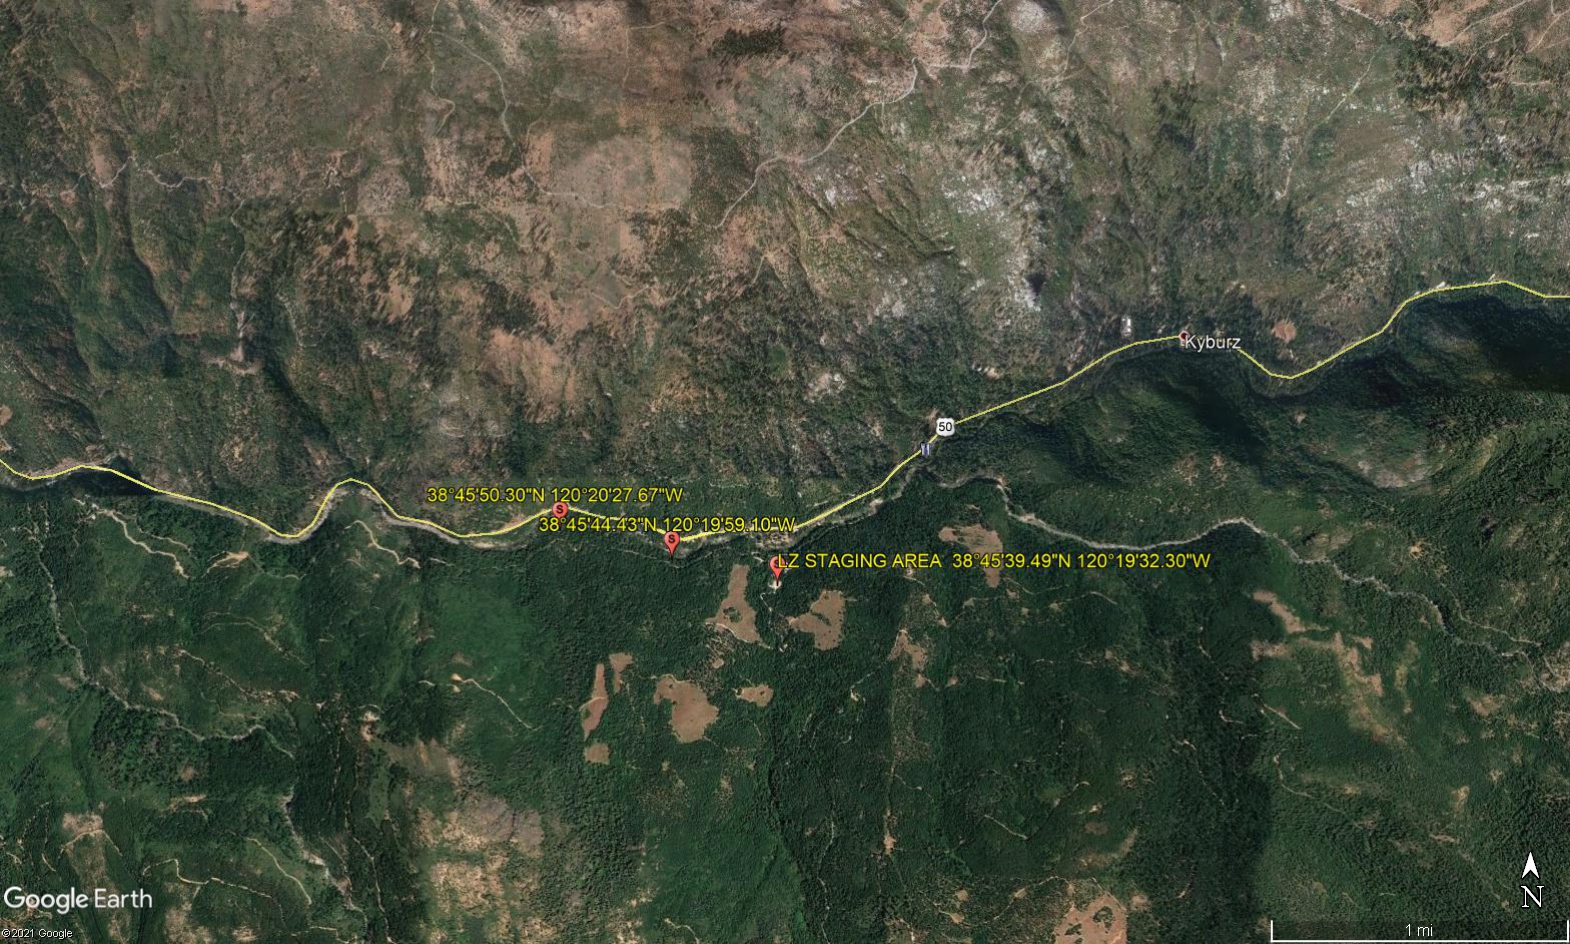 Kyburz
50
38°45'50.30"N 120°20'27.67"W
S
38°45'44.43"N 120°19'59.10"W
S
LZ STAGING AREA 38°45'39.49"N 120°19'32.30"W
Google Earth
N
©2021 Google
1 mi